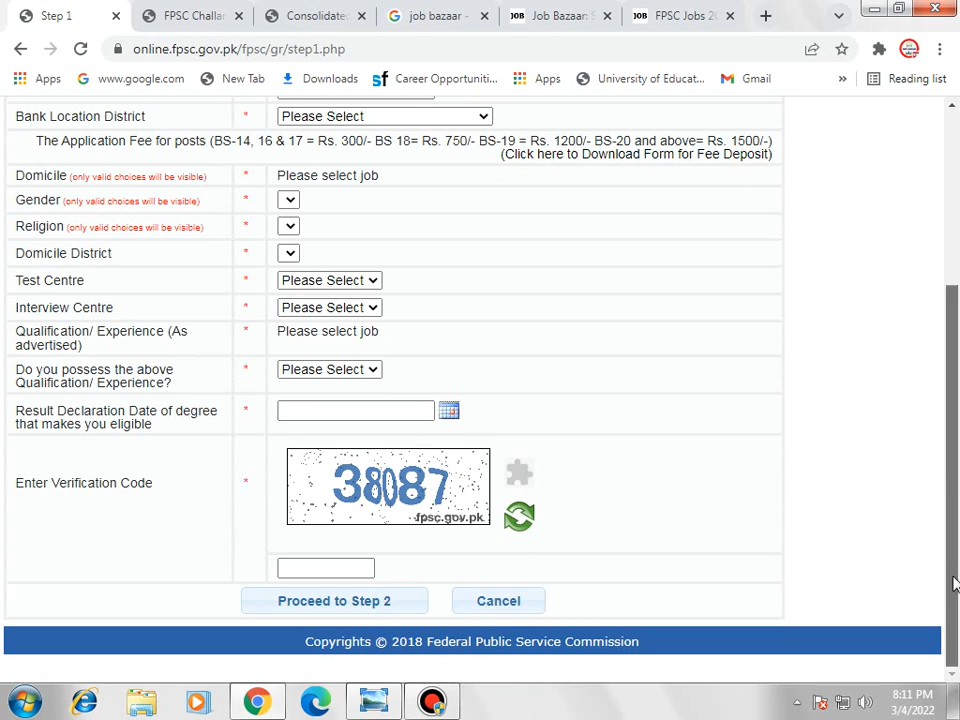 Step 1
FPSC Challa
Consolidate
job bazaar -
Job Bazaar: S
FPSC Jobs 20
online.fpsc.gov.pk/fpsc/gr/step1.php
Apps
www.google.com
New Tab
Downloads
Career Opportuniti...
Apps
University of Educat...
Gmail
»
Reading list
Bank Location District * Please Select
The Application Fee for posts (BS-14, 16 & 17 = Rs. 300/- BS 18= Rs. 750/- BS-19 = Rs. 1200/- BS-20 and above= Rs. 1500/-)
(Click here to Download Form for Fee Deposit)
Domicile (only valid choices will be visible) * Please select job
Gender (only valid choices will be visible) *
Religion (only valid choices will be visible) *
Domicile District *
Test Centre * Please Select
Interview Centre * Please Select
Qualification/ Experience (As
advertised) * Please select job
Do you possess the above
Qualification/ Experience? * Please Select
Result Declaration Date of degree
that makes you eligible *
Enter Verification Code *
38087
fpsc.gov.pk
Proceed to Step 2
Cancel
Copyrights © 2018 Federal Public Service Commission
8:11 PM
3/4/2022